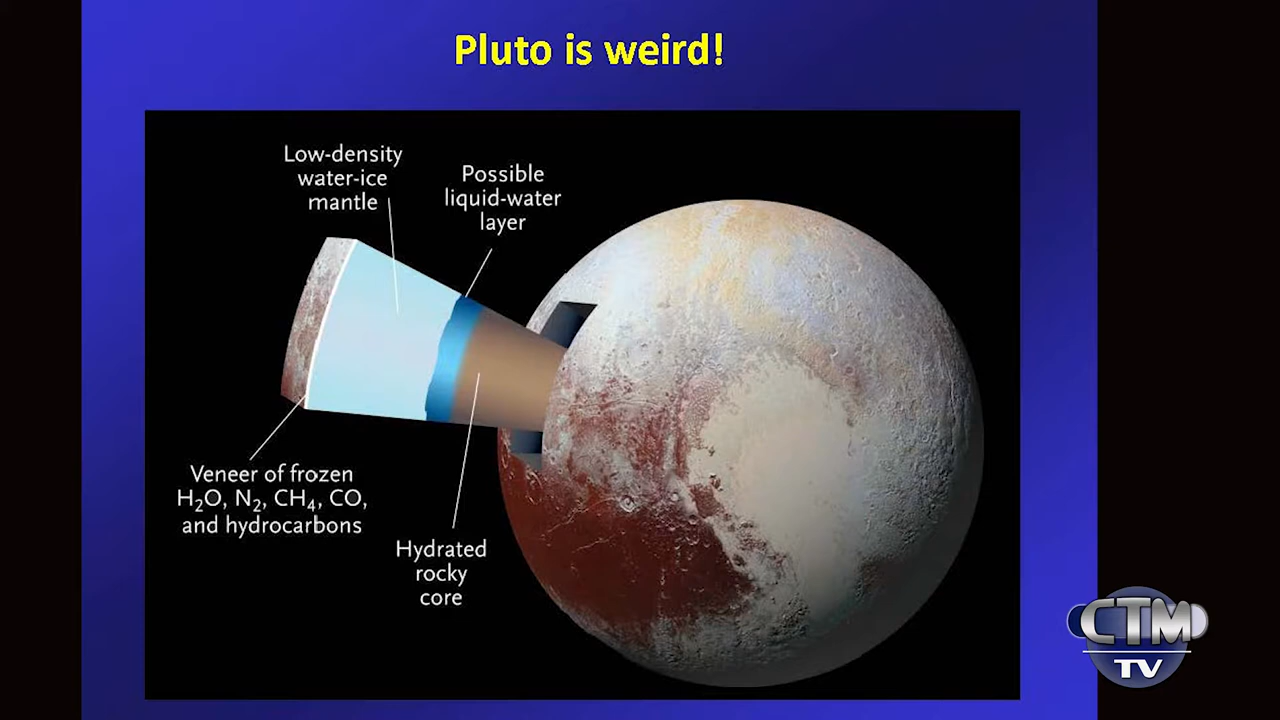 Pluto is weird!
Low-density
water-ice
mantle
Possible
liquid-water
layer
Veneer of frozen
H₂O, N₂, CH₄, CO,
and hydrocarbons
Hydrated
rocky
core
CTM
TV